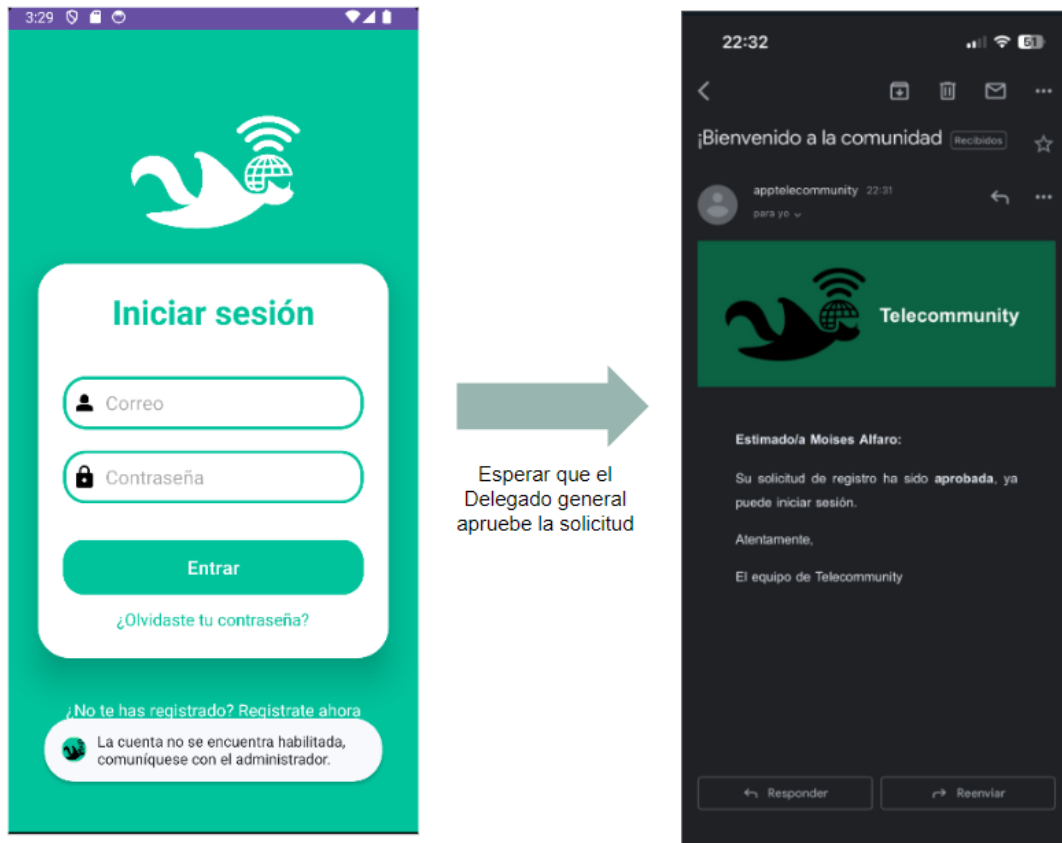 3:29
Iniciar sesión
Correo
Contraseña
Entrar
¿Olvidaste tu contraseña?
¿No te has registrado? Registrate ahora
La cuenta no se encuentra habilitada,
comuníquese con el administrador.
Esperar que el
Delegado general
apruebe la solicitud
22:32
61
¡Bienvenido a la comunidad Recibidos
apptelecommunity 22:31
para yo
Telecommunity
Estimado/a Moises Alfaro:
Su solicitud de registro ha sido aprobada, ya
puede iniciar sesión.
Atentamente,
El equipo de Telecommunity
Responder
Reenviar